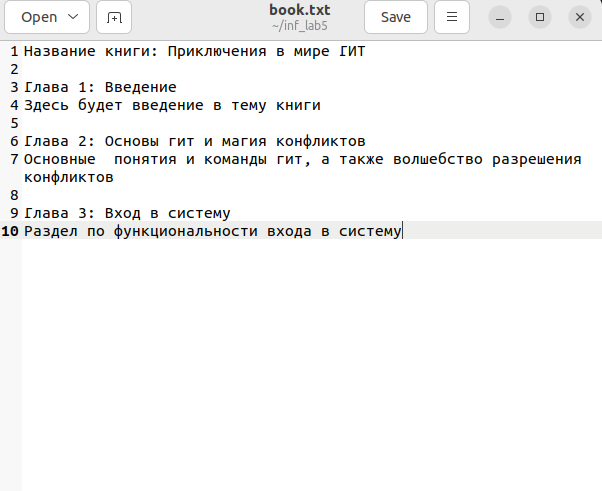 Open
book.txt
~/inf_lab5
Save
1 Название книги: Приключения в мире ГИТ
2
3 Глава 1: Введение
4 Здесь будет введение в тему книги
5
6 Глава 2: Основы гит и магия конфликтов
7 Основные  понятия и команды гит, а также волшебство разрешения
конфликтов
8
9 Глава 3: Вход в систему
10 Раздел по функциональности входа в систему